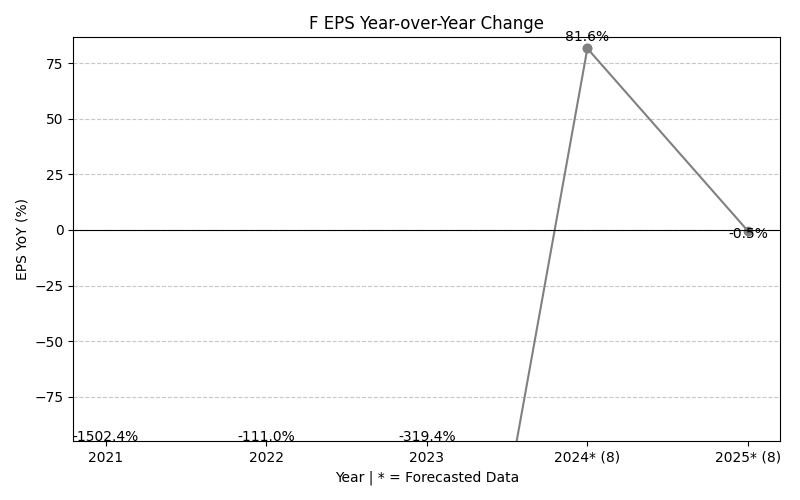 F EPS Year-over-Year Change
81.6%
75
50
25
0
-0.5%
−25
−50
−75
EPS YoY (%)
-1502.4% -111.0% -319.4%
2021 2022 2023 2024* (8) 2025* (8)
Year | * = Forecasted Data